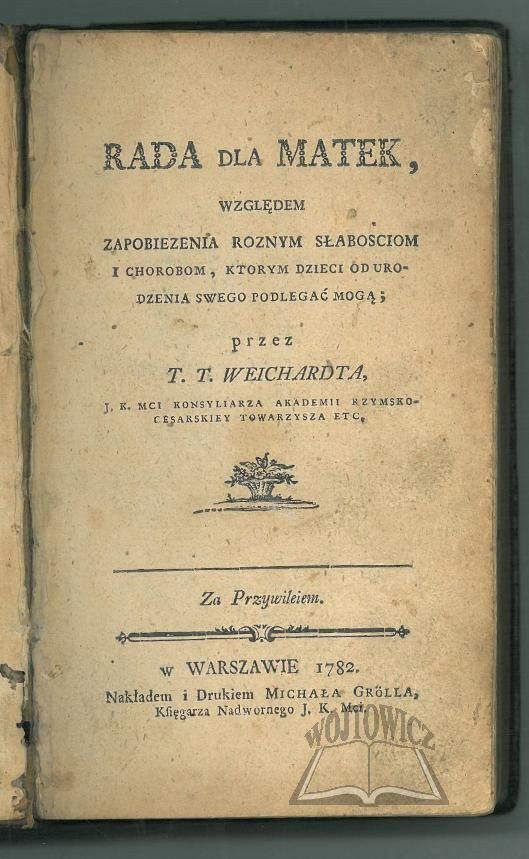 RADA DLA MATEK,
WZGLĘDEM
ZAPOBIEZENIA ROZNYM SŁABOSCIOM
I CHOROBOM, KTORYM DZIECI OD URO-
DZENIA SWEGO PODLEGAĆ MOGĄ;
przez
T. T. WEICHARDTA,
J. K. MCI KONSYLIARZA AKADEMII RZYMSKO-
CESARSKIEY TOWARZYSZA ETC.
Za Przywileiem.
w WARSZAWIE 1782.
Nakładem i Drukiem MICHAŁA GRÖLLA,
Księgarza Nadwornego J. K. Mci.
WÓJTOWICZ